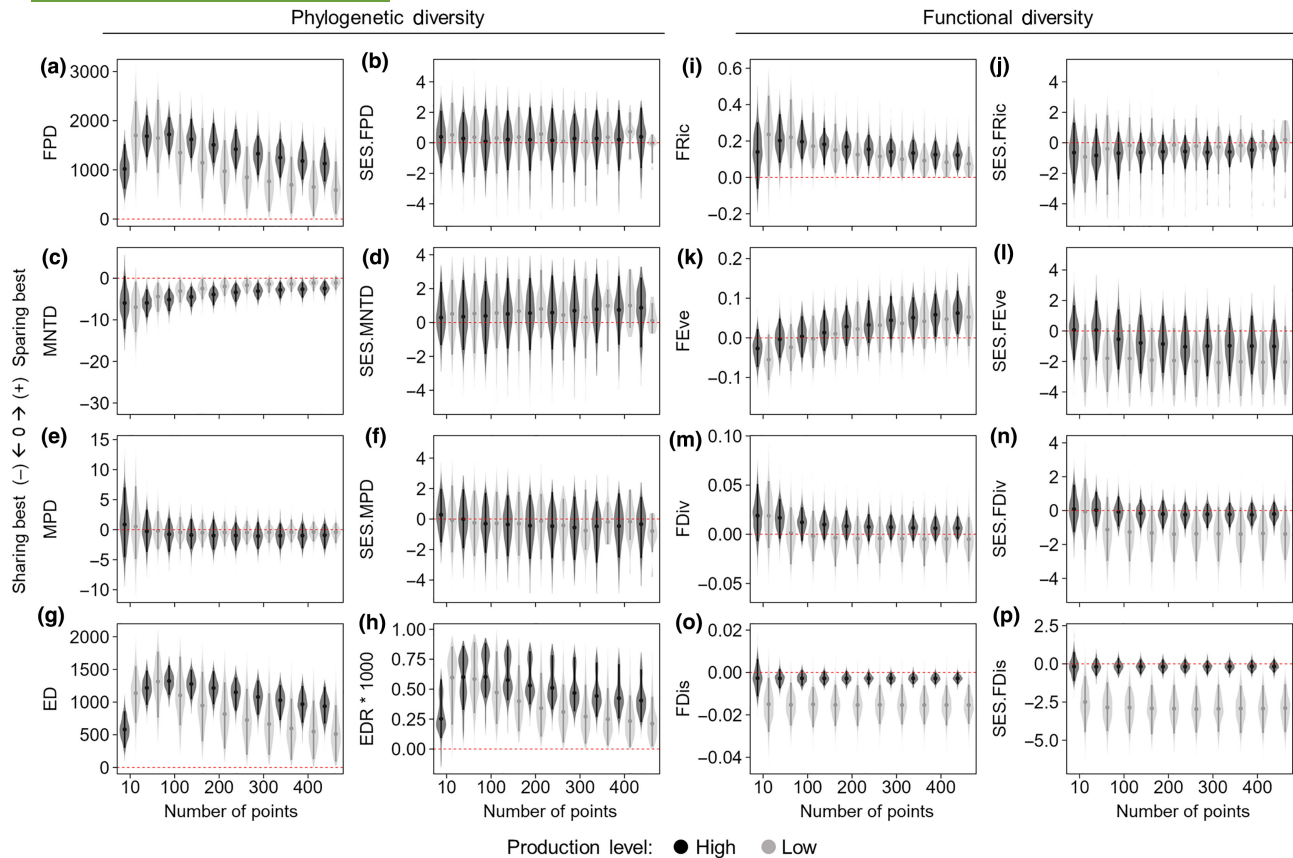 Phylogenetic diversity
Functional diversity
Sharing best (−) ← 0 → (+) Sparing best
(a)
FPD
3000
2000
1000
0
(b)
SES.FPD
4
2
0
−2
−4
(i)
FRic
0.6
0.4
0.2
0.0
−0.2
(j)
SES.FRic
4
2
0
−2
−4
(c)
MNTD
0
−10
−20
−30
(d)
SES.MNTD
4
2
0
−2
−4
(k)
FEve
0.2
0.1
0.0
−0.1
(l)
SES.FEve
4
2
0
−2
−4
(e)
MPD
15
10
5
0
−5
−10
(f)
SES.MPD
4
2
0
−2
−4
(m)
FDiv
0.10
0.05
0.00
−0.05
(n)
SES.FDiv
4
2
0
−2
−4
(g)
ED
2000
1500
1000
500
0
10 100 200 300 400
Number of points
(h)
EDR * 1000
1.00
0.75
0.50
0.25
0.00
10 100 200 300 400
Number of points
(o)
FDis
0.02
0.00
−0.02
−0.04
10 100 200 300 400
Number of points
(p)
SES.FDis
2.5
0.0
−2.5
−5.0
10 100 200 300 400
Number of points
Production level: High Low